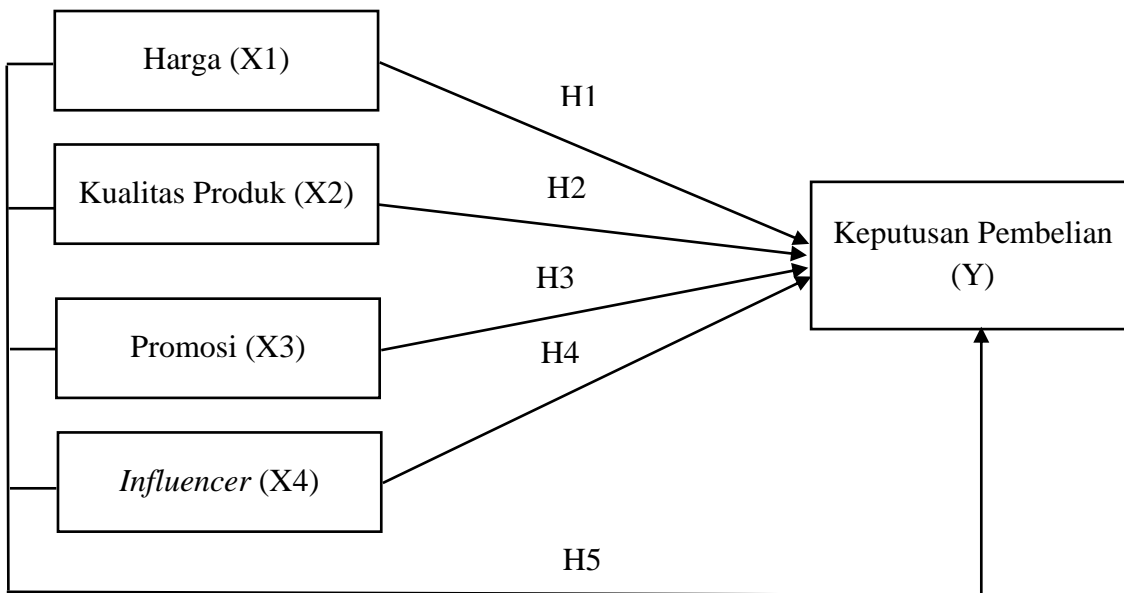 Harga (X1)
H1
Kualitas Produk (X2)
H2
Keputusan Pembelian
(Y)
H3
Promosi (X3)
H4
Influencer (X4)
H5